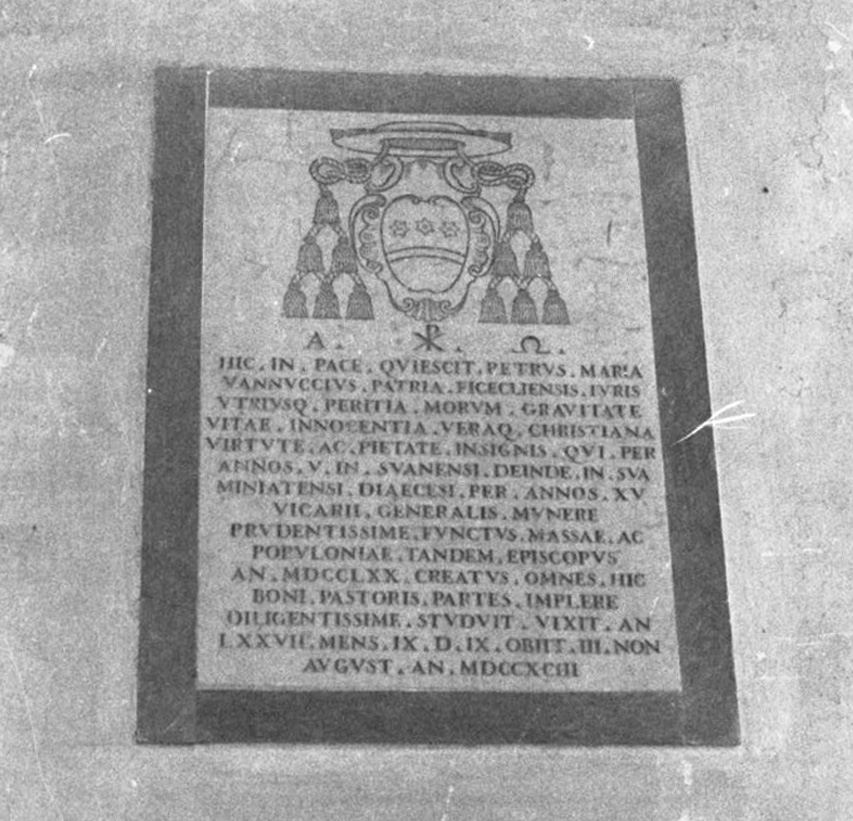 Α . ☧ . Ω .
HIC . IN . PACE . QVIESCIT . PETRVS . MARIA
VANNVCCIVS . PATRIA . FICECLIENSIS . IVRIS
VTRIVSQ . PERITIA . MORVM . GRAVITATE
VITAE . INNOCENTIA . VERAQ . CHRISTIANA
VIRTVTE . AC . PIETATE . INSIGNIS . QVI . PER
ANNOS . V . IN . SVANENSI . DEINDE . IN . SVA
MINIATENSI . DIAECESI . PER . ANNOS . XV
VICARII . GENERALIS . MVNERE
PRVDENTISSIME . FVNCTVS . MASSAE . AC
POPVLONIAE . TANDEM . EPISCOPVS
AN . MDCCLXX . CREATVS . OMNES . HIC
BONI . PASTORIS . PARTES . IMPLERE
DILIGENTISSIME . STVDVIT . VIXIT . AN
LXXVII . MENS . IX . D . IX . OBIIT . III . NON
AVGVST . AN . MDCCXCIII